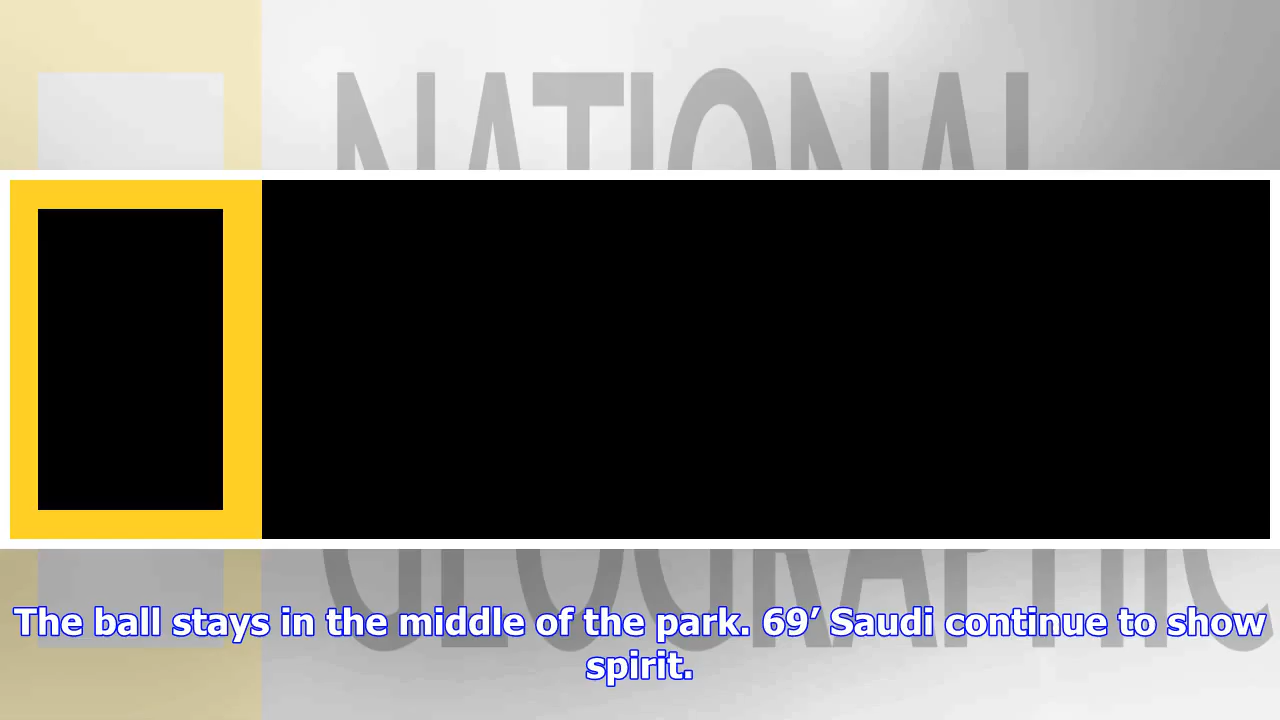 NATIONAL
GEOGRAPHIC
The ball stays in the middle of the park. 69’ Saudi continue to show
spirit.